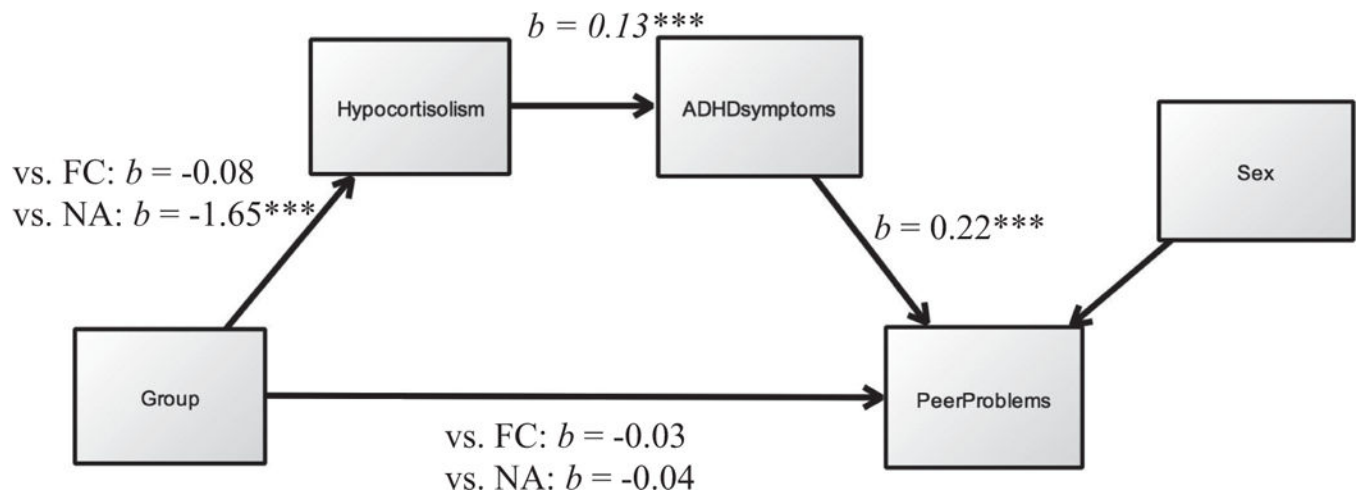 b = 0.13***
Hypocortisolism
ADHDsymptoms
Sex
vs. FC: b = -0.08
vs. NA: b = -1.65***
b = 0.22***
Group
PeerProblems
vs. FC: b = -0.03
vs. NA: b = -0.04